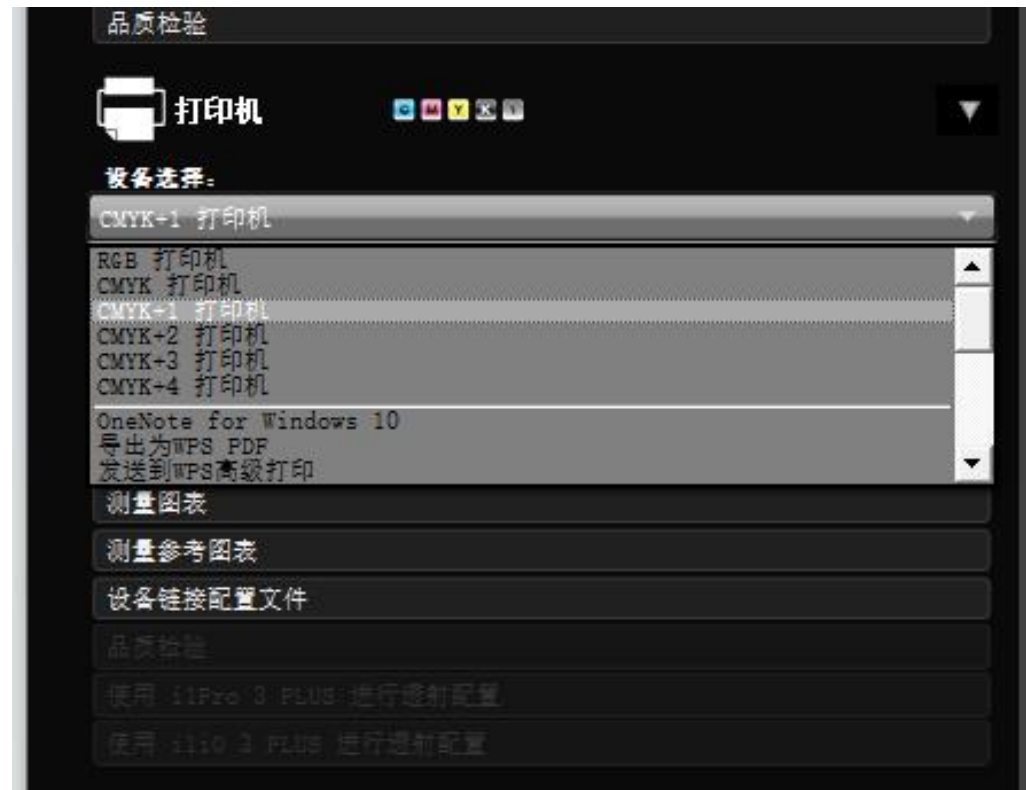 品质检验
打印机 C M Y K 1
设备选择:
CMYK+1 打印机
RGB 打印机
CMYK 打印机
CMYK+1 打印机
CMYK+2 打印机
CMYK+3 打印机
CMYK+4 打印机
OneNote for Windows 10
导出为WPS PDF
发送到WPS高级打印
测量图表
测量参考图表
设备链接配置文件
品质检验
使用 i1Pro 3 PLUS 进行透射配置
使用 i1iO 3 PLUS 进行透射配置